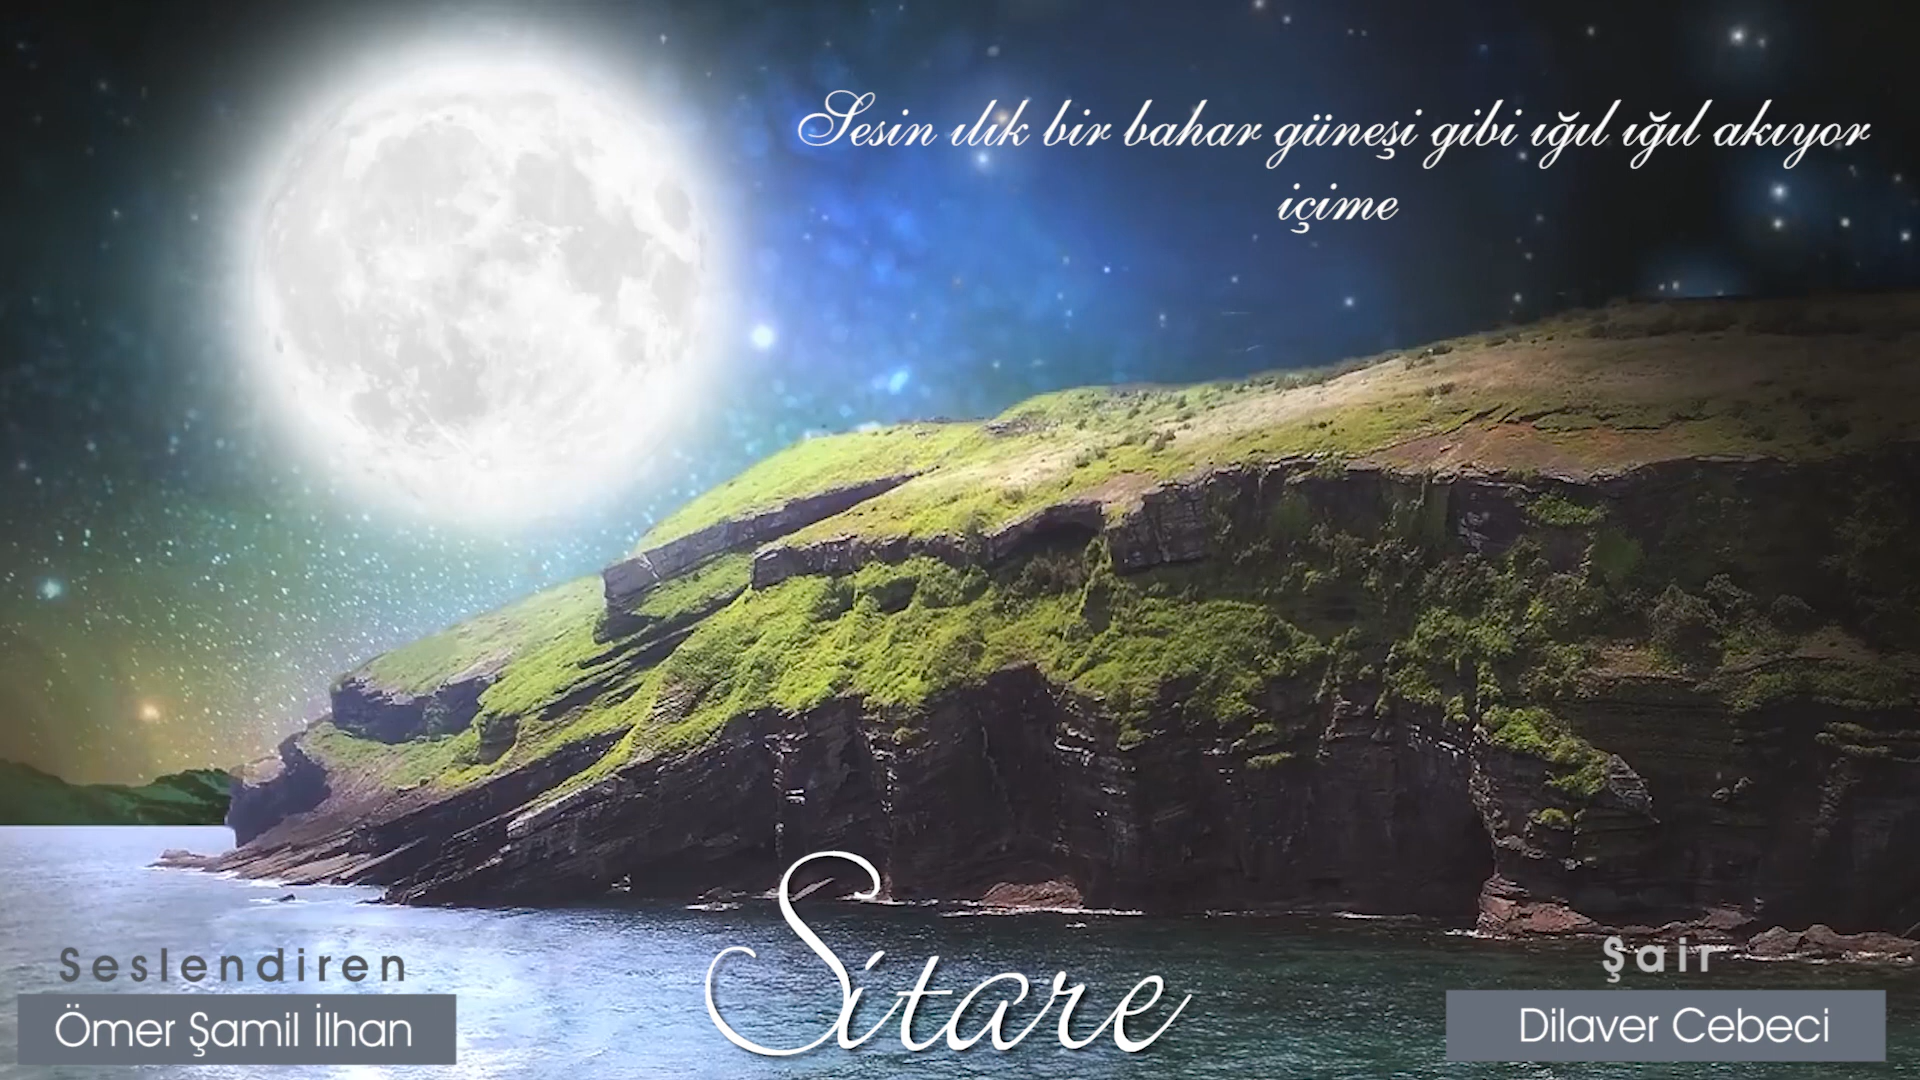 Sesin ılık bir bahar güneşi gibi ığıl ığıl akıyor
içime
Sitare
Seslendiren
Ömer Şamil İlhan
Şair
Dilaver Cebeci